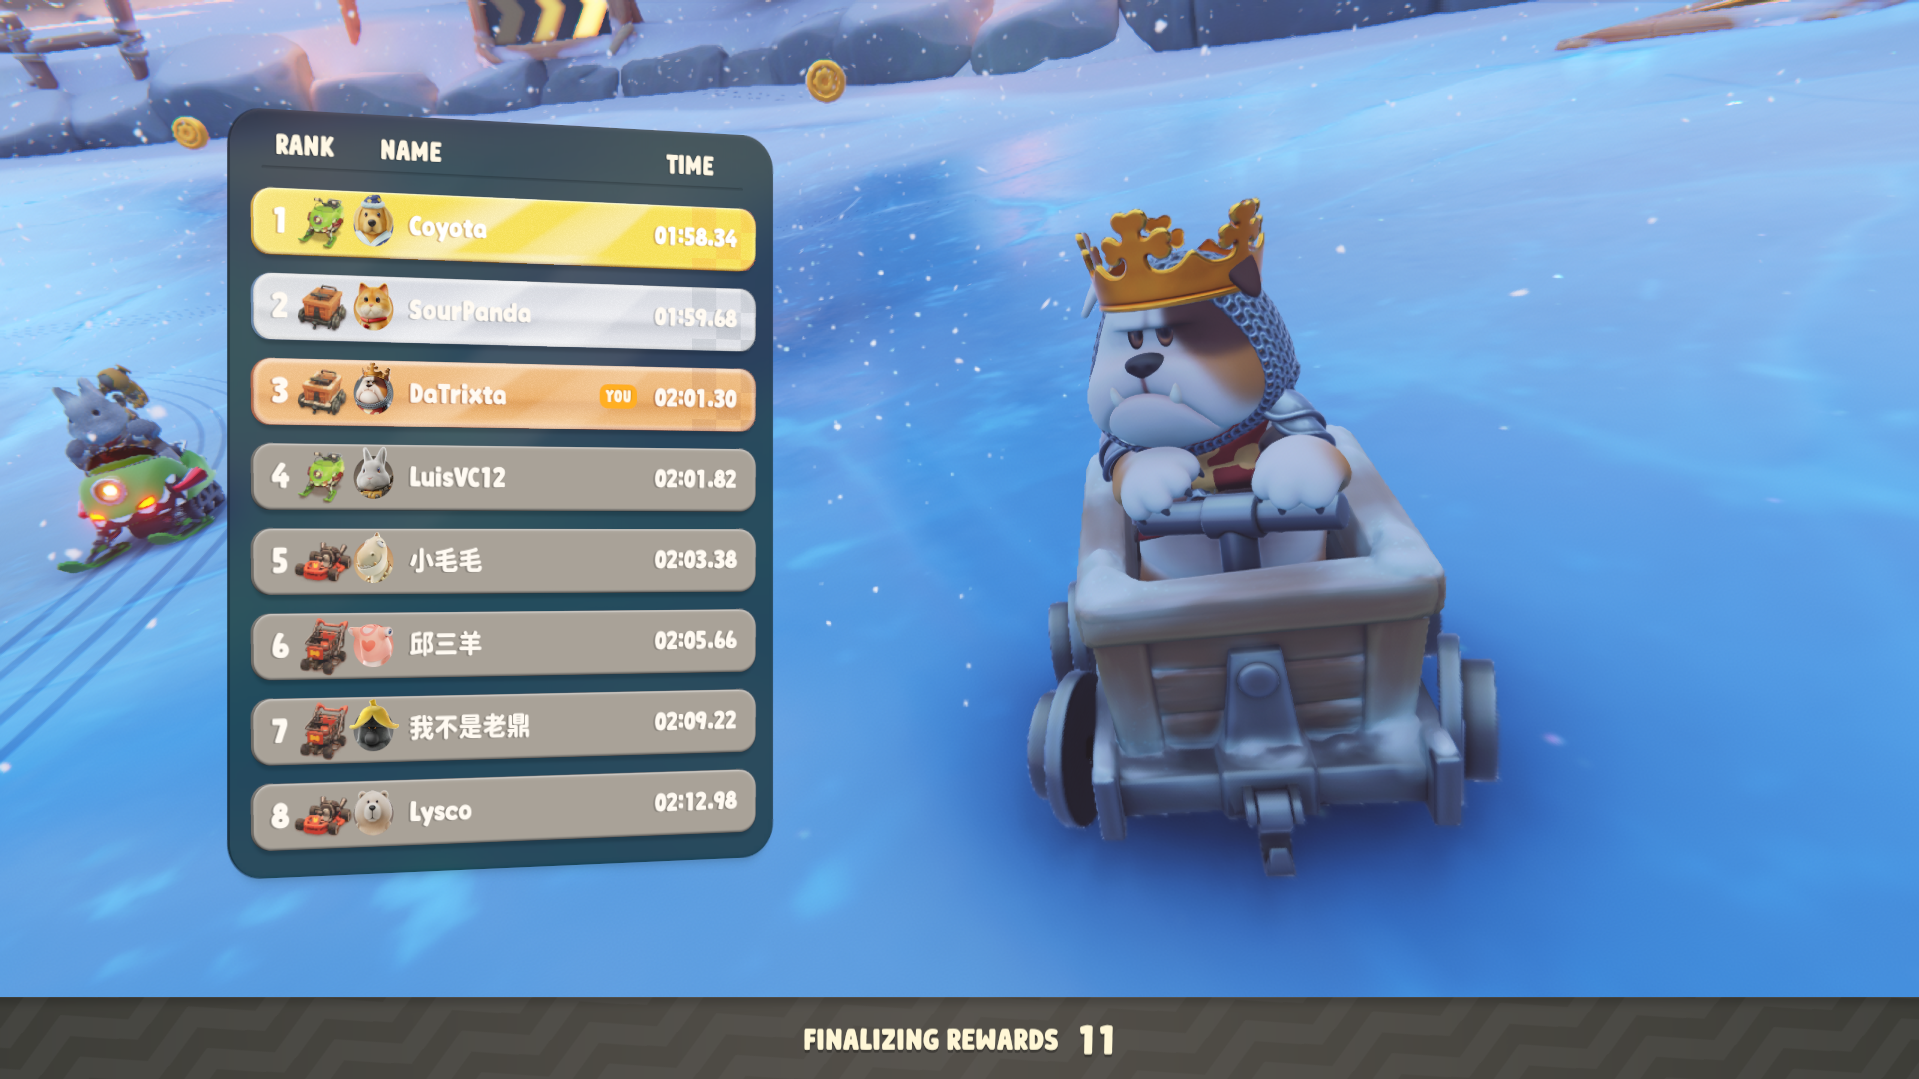 RANK NAME TIME
1 Coyota 01:58.34
2 SourPanda 01:59.68
3 DaTrixta YOU 02:01.30
4 LuisVC12 02:01.82
5 小毛毛 02:03.38
6 邱三羊 02:05.66
7 我不是老鼎 02:09.22
8 Lysco 02:12.98
FINALIZING REWARDS 11